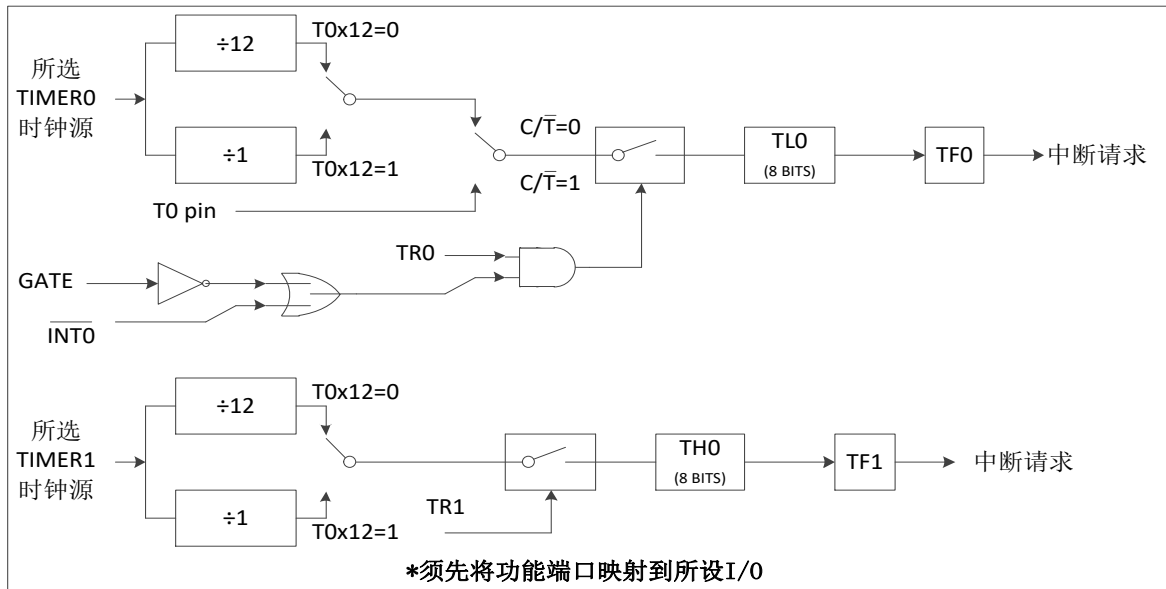 ÷12
T0x12=0
所选
TIMER0
时钟源
÷1
T0x12=1
C/T̅=0
C/T̅=1
TL0
(8 BITS)
TF0
中断请求
T0 pin
TR0
GATE
I̅N̅T̅0̅
÷12
T0x12=0
所选
TIMER1
时钟源
÷1
T0x12=1
TR1
TH0
(8 BITS)
TF1
中断请求
*须先将功能端口映射到所设I/O